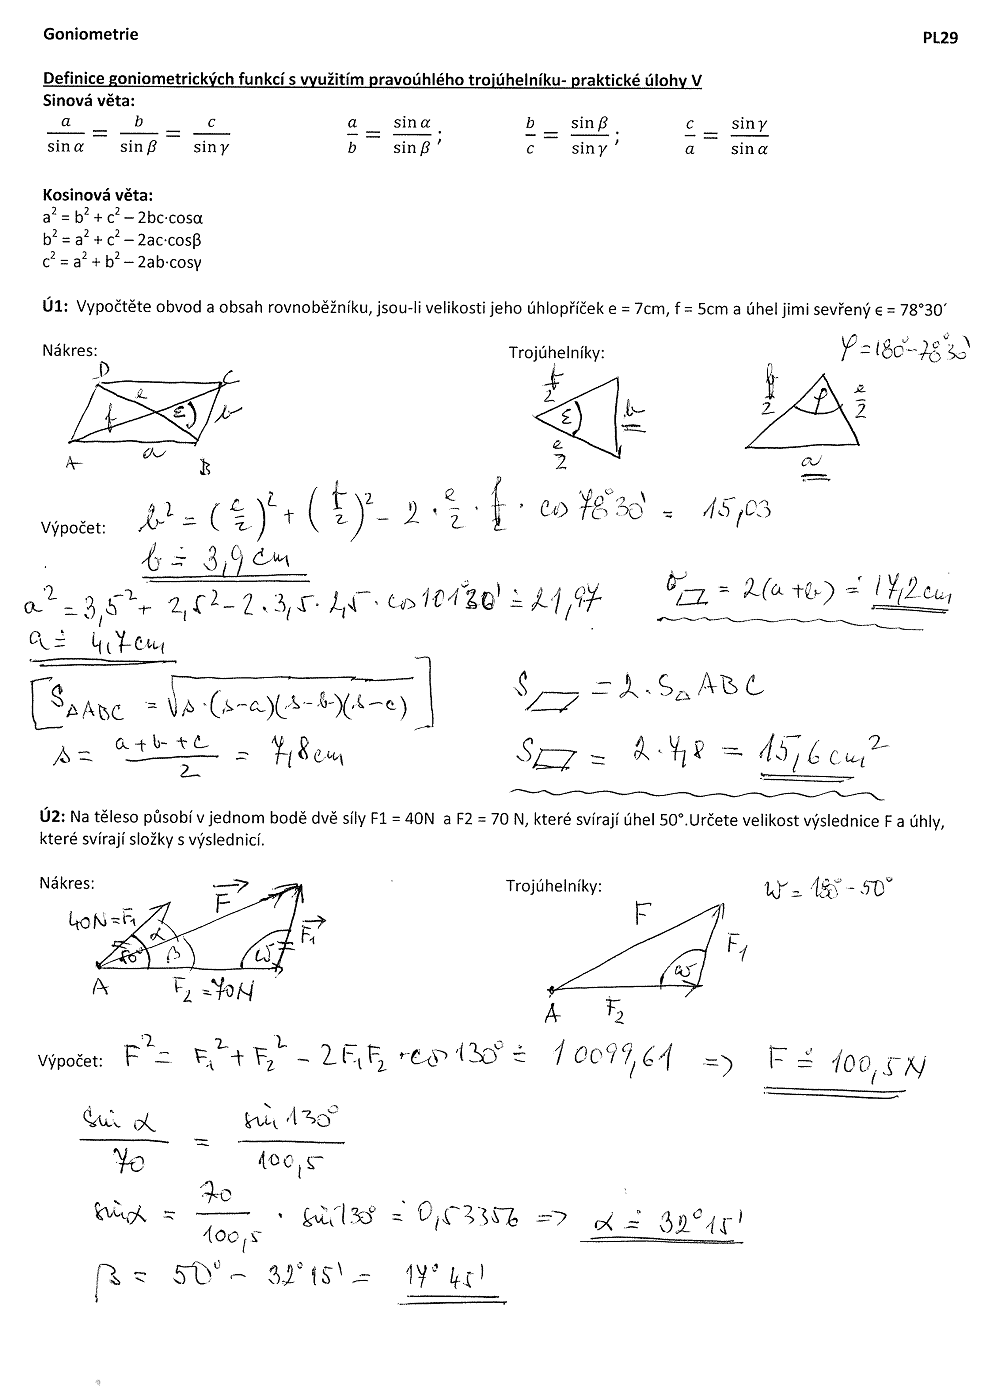 Goniometrie PL29
Definice goniometrických funkcí s využitím pravoúhlého trojúhelníku- praktické úlohy V
Sinová věta:
a/sin α = b/sin β = c/sin γ    a/b = sin α/sin β;    b/c = sin β/sin γ;    c/a = sin γ/sin α
Kosinová věta:
a² = b² + c² – 2bc·cosα
b² = a² + c² – 2ac·cosβ
c² = a² + b² – 2ab·cosγ
Ú1: Vypočtěte obvod a obsah rovnoběžníku, jsou-li velikosti jeho úhlopříček e = 7cm, f = 5cm a úhel jimi sevřený ϵ = 78°30´
Nákres: Trojúhelníky: φ = 180° - 78°30'
D C e f ε b A a B
f/2 ε b e/2
f/2 φ e/2 a
Výpočet: b² = (e/2)² + (f/2)² - 2 · e/2 · f/2 · cos 78°30' = 15,03
b ≐ 3,9 cm
a² = 3,5² + 2,5² - 2 · 3,5 · 2,5 · cos 101°30' ≐ 21,97
o▱ = 2(a+b) ≐ 17,2 cm
a ≐ 4,7 cm
[S△ABC = √s·(s-a)(s-b)(s-c)]
S▱ = 2·S△ABC
s = a+b+c/2 = 7,8 cm
S▱ = 2·7,8 = 15,6 cm²
Ú2: Na těleso působí v jednom bodě dvě síly F1 = 40N a F2 = 70 N, které svírají úhel 50°.Určete velikost výslednice F a úhly,
které svírají složky s výslednicí.
Nákres: Trojúhelníky: ω = 180° - 50°
40N = F₁ F F₁ 50° α β ω A F₂ = 70N
F F₁ ω A F₂
Výpočet: F² = F₁² + F₂² - 2F₁F₂ · cos 130° ≐ 10099,61 => F ≐ 100,5 N
sin α/70 = sin 130°/100,5
sin α = 70/100,5 · sin 130° ≐ 0,53356 => α ≐ 32°15'
β = 50° - 32°15' = 17°45'